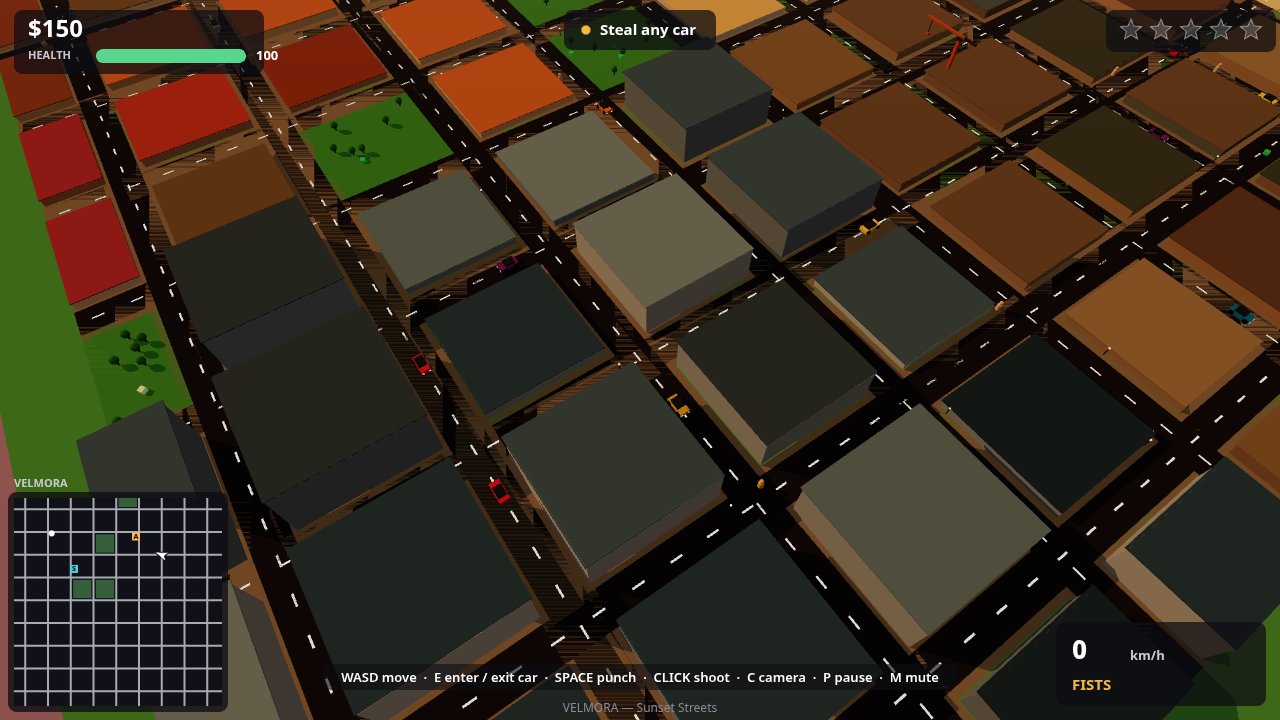 $150
HEALTH 100
Steal any car
VELMORA
A
S
WASD move · E enter / exit car · SPACE punch · CLICK shoot · C camera · P pause · M mute
VELMORA — Sunset Streets
0 km/h
FISTS